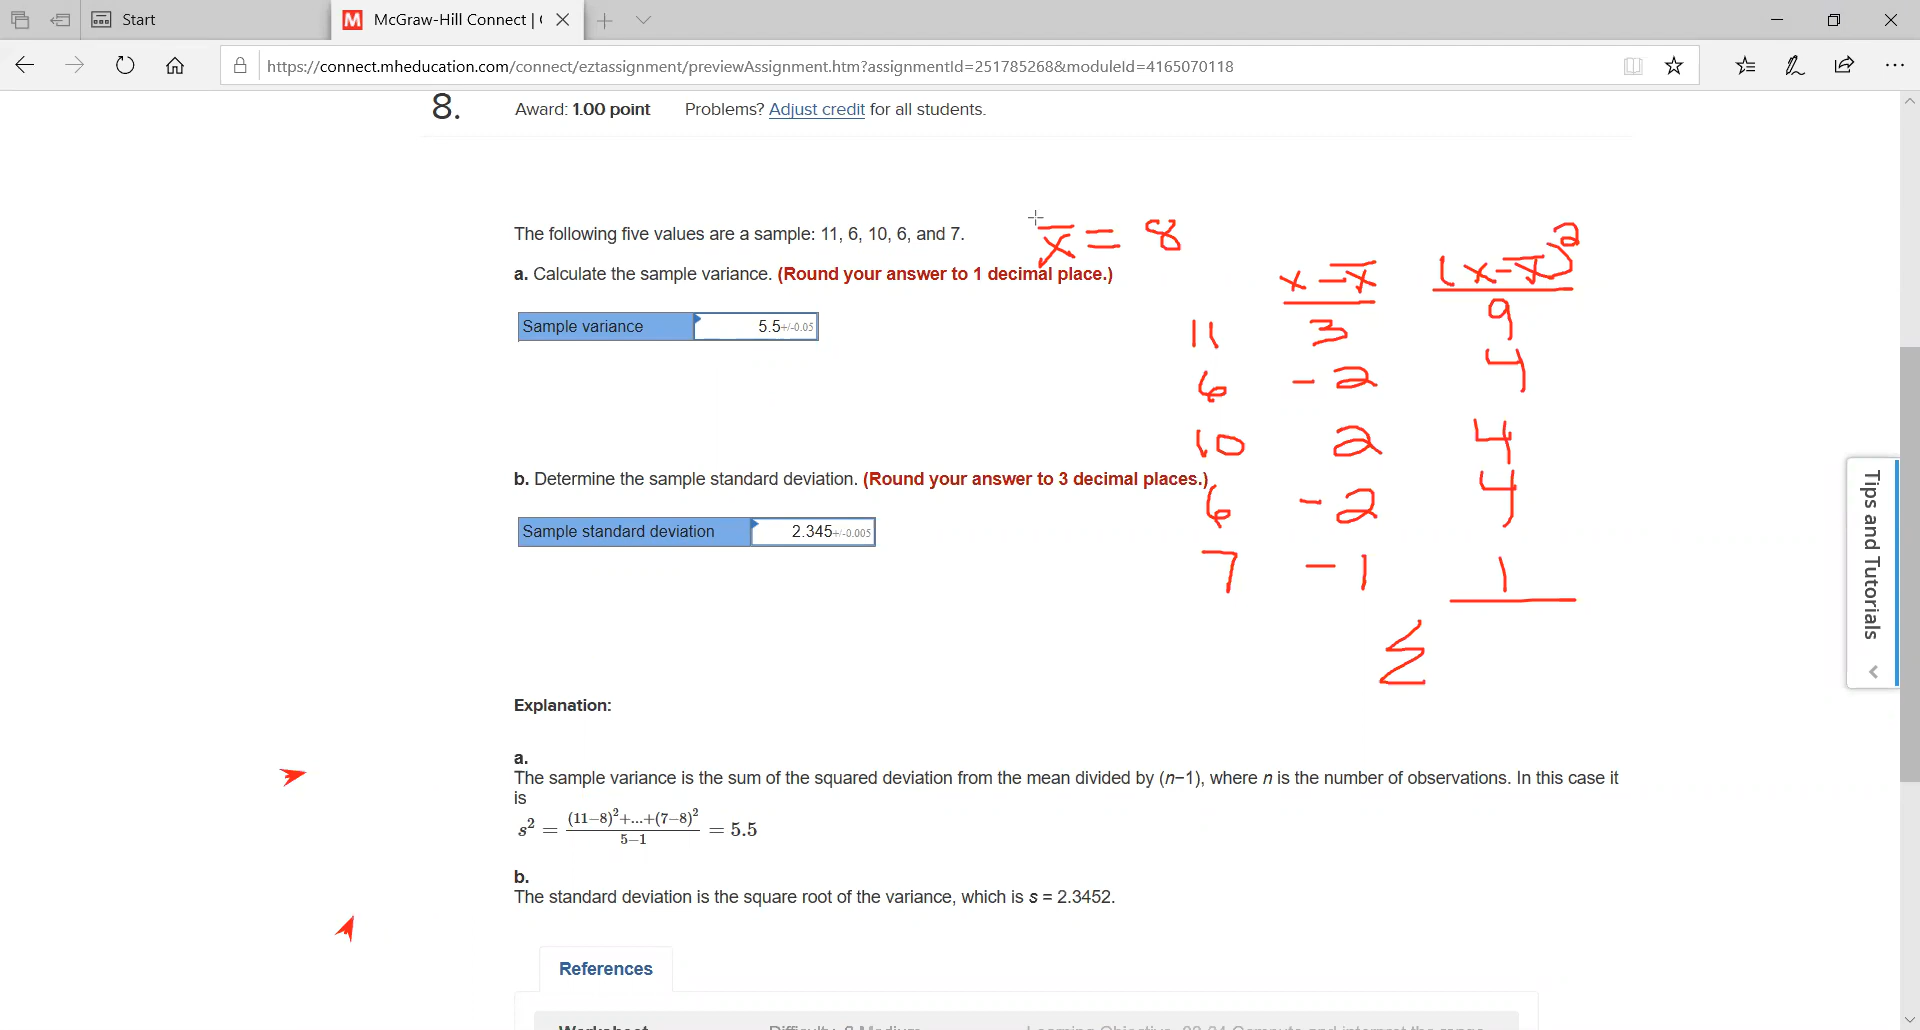 Start
McGraw-Hill Connect | (
https://connect.mheducation.com/connect/eztassignment/previewAssignment.htm?assignmentId=251785268&moduleId=4165070118
8. Award: 1.00 point Problems? Adjust credit for all students.
The following five values are a sample: 11, 6, 10, 6, and 7.
x̅ = 8
a. Calculate the sample variance. (Round your answer to 1 decimal place.)
x - x̅ (x - x̅)²
Sample variance 5.5+/-0.05
11 3 9
6 -2 4
10 2 4
b. Determine the sample standard deviation. (Round your answer to 3 decimal places.)
6 -2 4
Sample standard deviation 2.345+/-0.005
7 -1 1
Σ
Tips and Tutorials
Explanation:
a.
The sample variance is the sum of the squared deviation from the mean divided by (n−1), where n is the number of observations. In this case it
is
s² = (11−8)²+...+(7−8)² / 5−1 = 5.5
b.
The standard deviation is the square root of the variance, which is s = 2.3452.
References
Worksheet Difficulty: 2 Medium